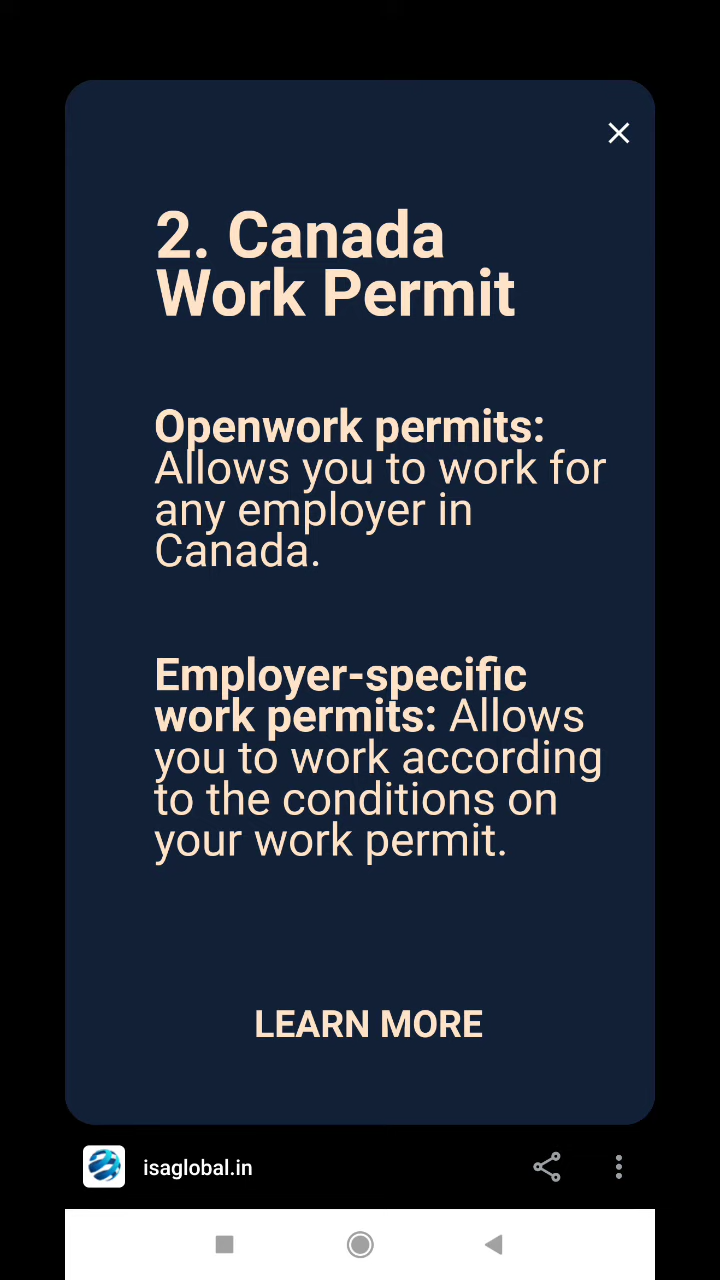 2. Canada
Work Permit
Openwork permits:
Allows you to work for
any employer in
Canada.
Employer-specific
work permits: Allows
you to work according
to the conditions on
your work permit.
LEARN MORE
isaglobal.in